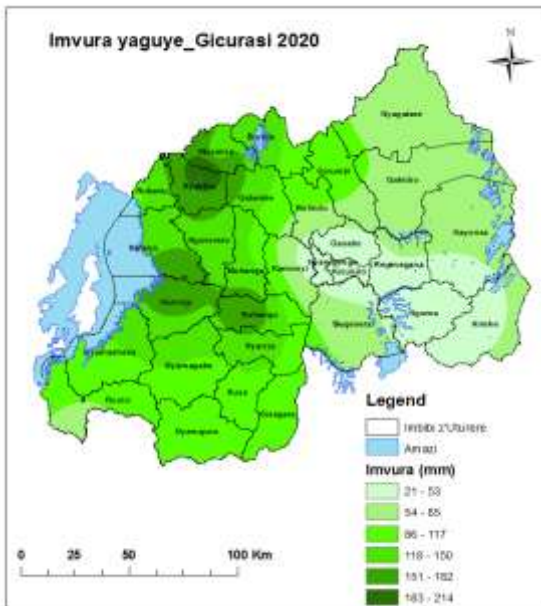 Imvura yaguye_Gicurasi 2020
N
Nyagatare
Burera
Musanze
Gicumbi
Gatsibo
Gakenke
Rubavu
Rulindo
Kayonza
Nyabihu
Gasabo
Ngororero
Rutsiro
Rwamagana
Muhanga
Kamonyi
Nyarugenge
Kicukiro
Karongi
Ruhango
Bugesera
Ngoma
Kirehe
Nyanza
Nyamasheke
Nyamagabe
Huye
Rusizi
Gisagara
Nyaruguru
Legend
Imbibi z'Uturere
Amazi
Imvura (mm)
21 - 53
54 - 85
86 - 117
118 - 150
151 - 182
183 - 214
0 25 50 100 Km